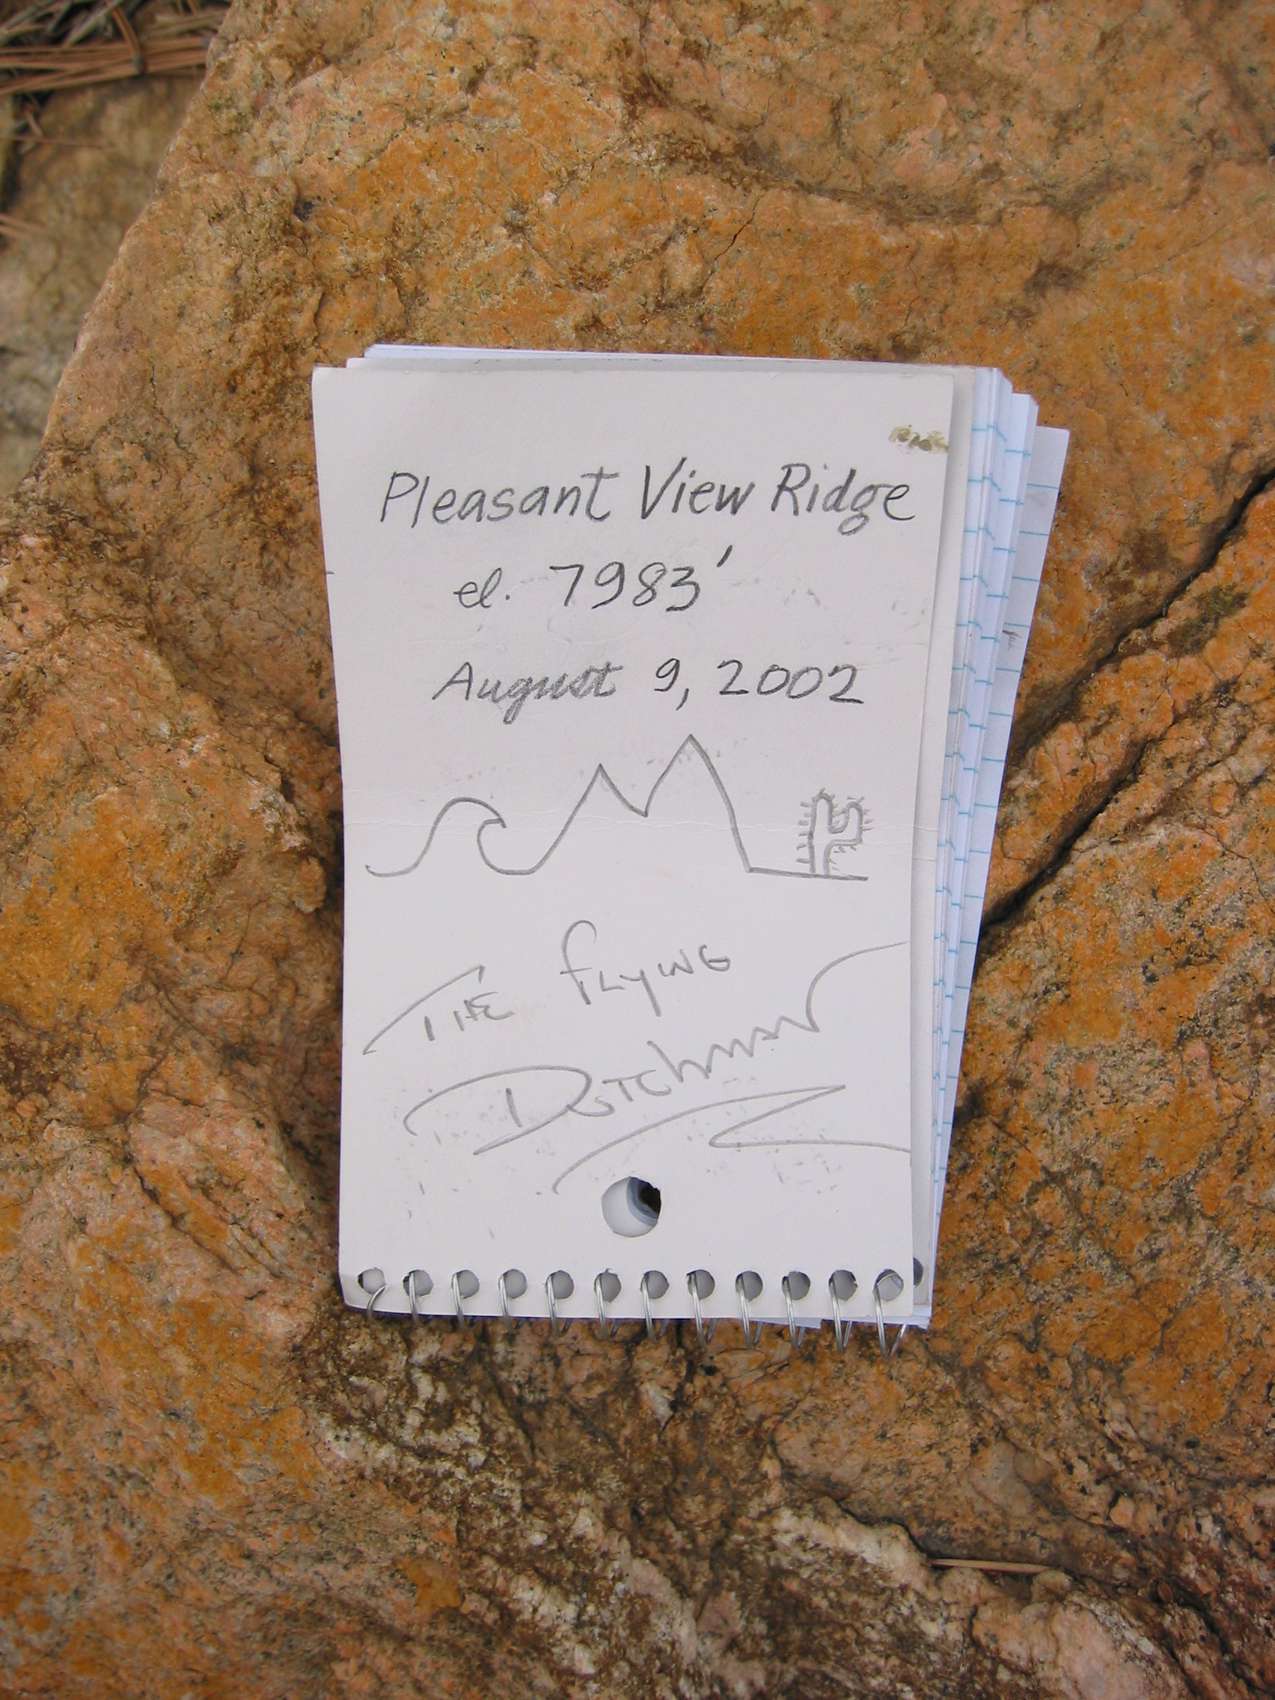 Pleasant View Ridge
el. 7983'
August 9, 2002
THE FLYING
DUTCHMAN